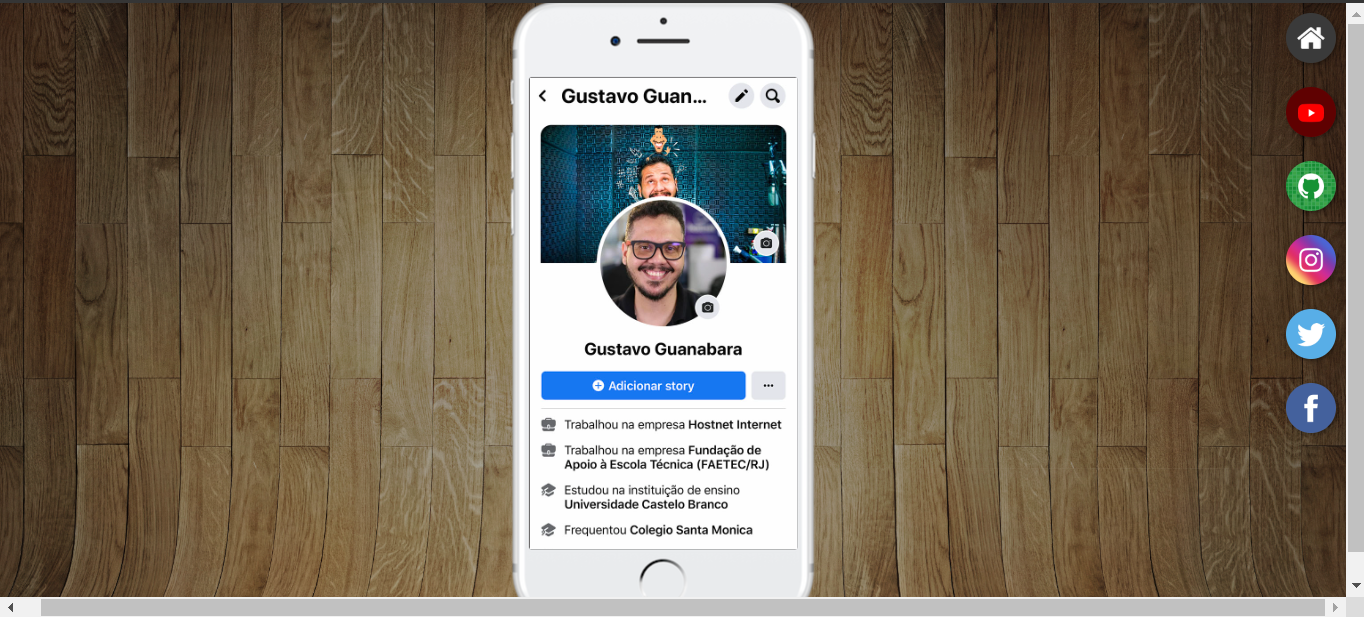 Gustavo Guan...
Gustavo Guanabara
Adicionar story
Trabalhou na empresa Hostnet Internet
Trabalhou na empresa Fundação de
Apoio à Escola Técnica (FAETEC/RJ)
Estudou na instituição de ensino
Universidade Castelo Branco
Frequentou Colegio Santa Monica